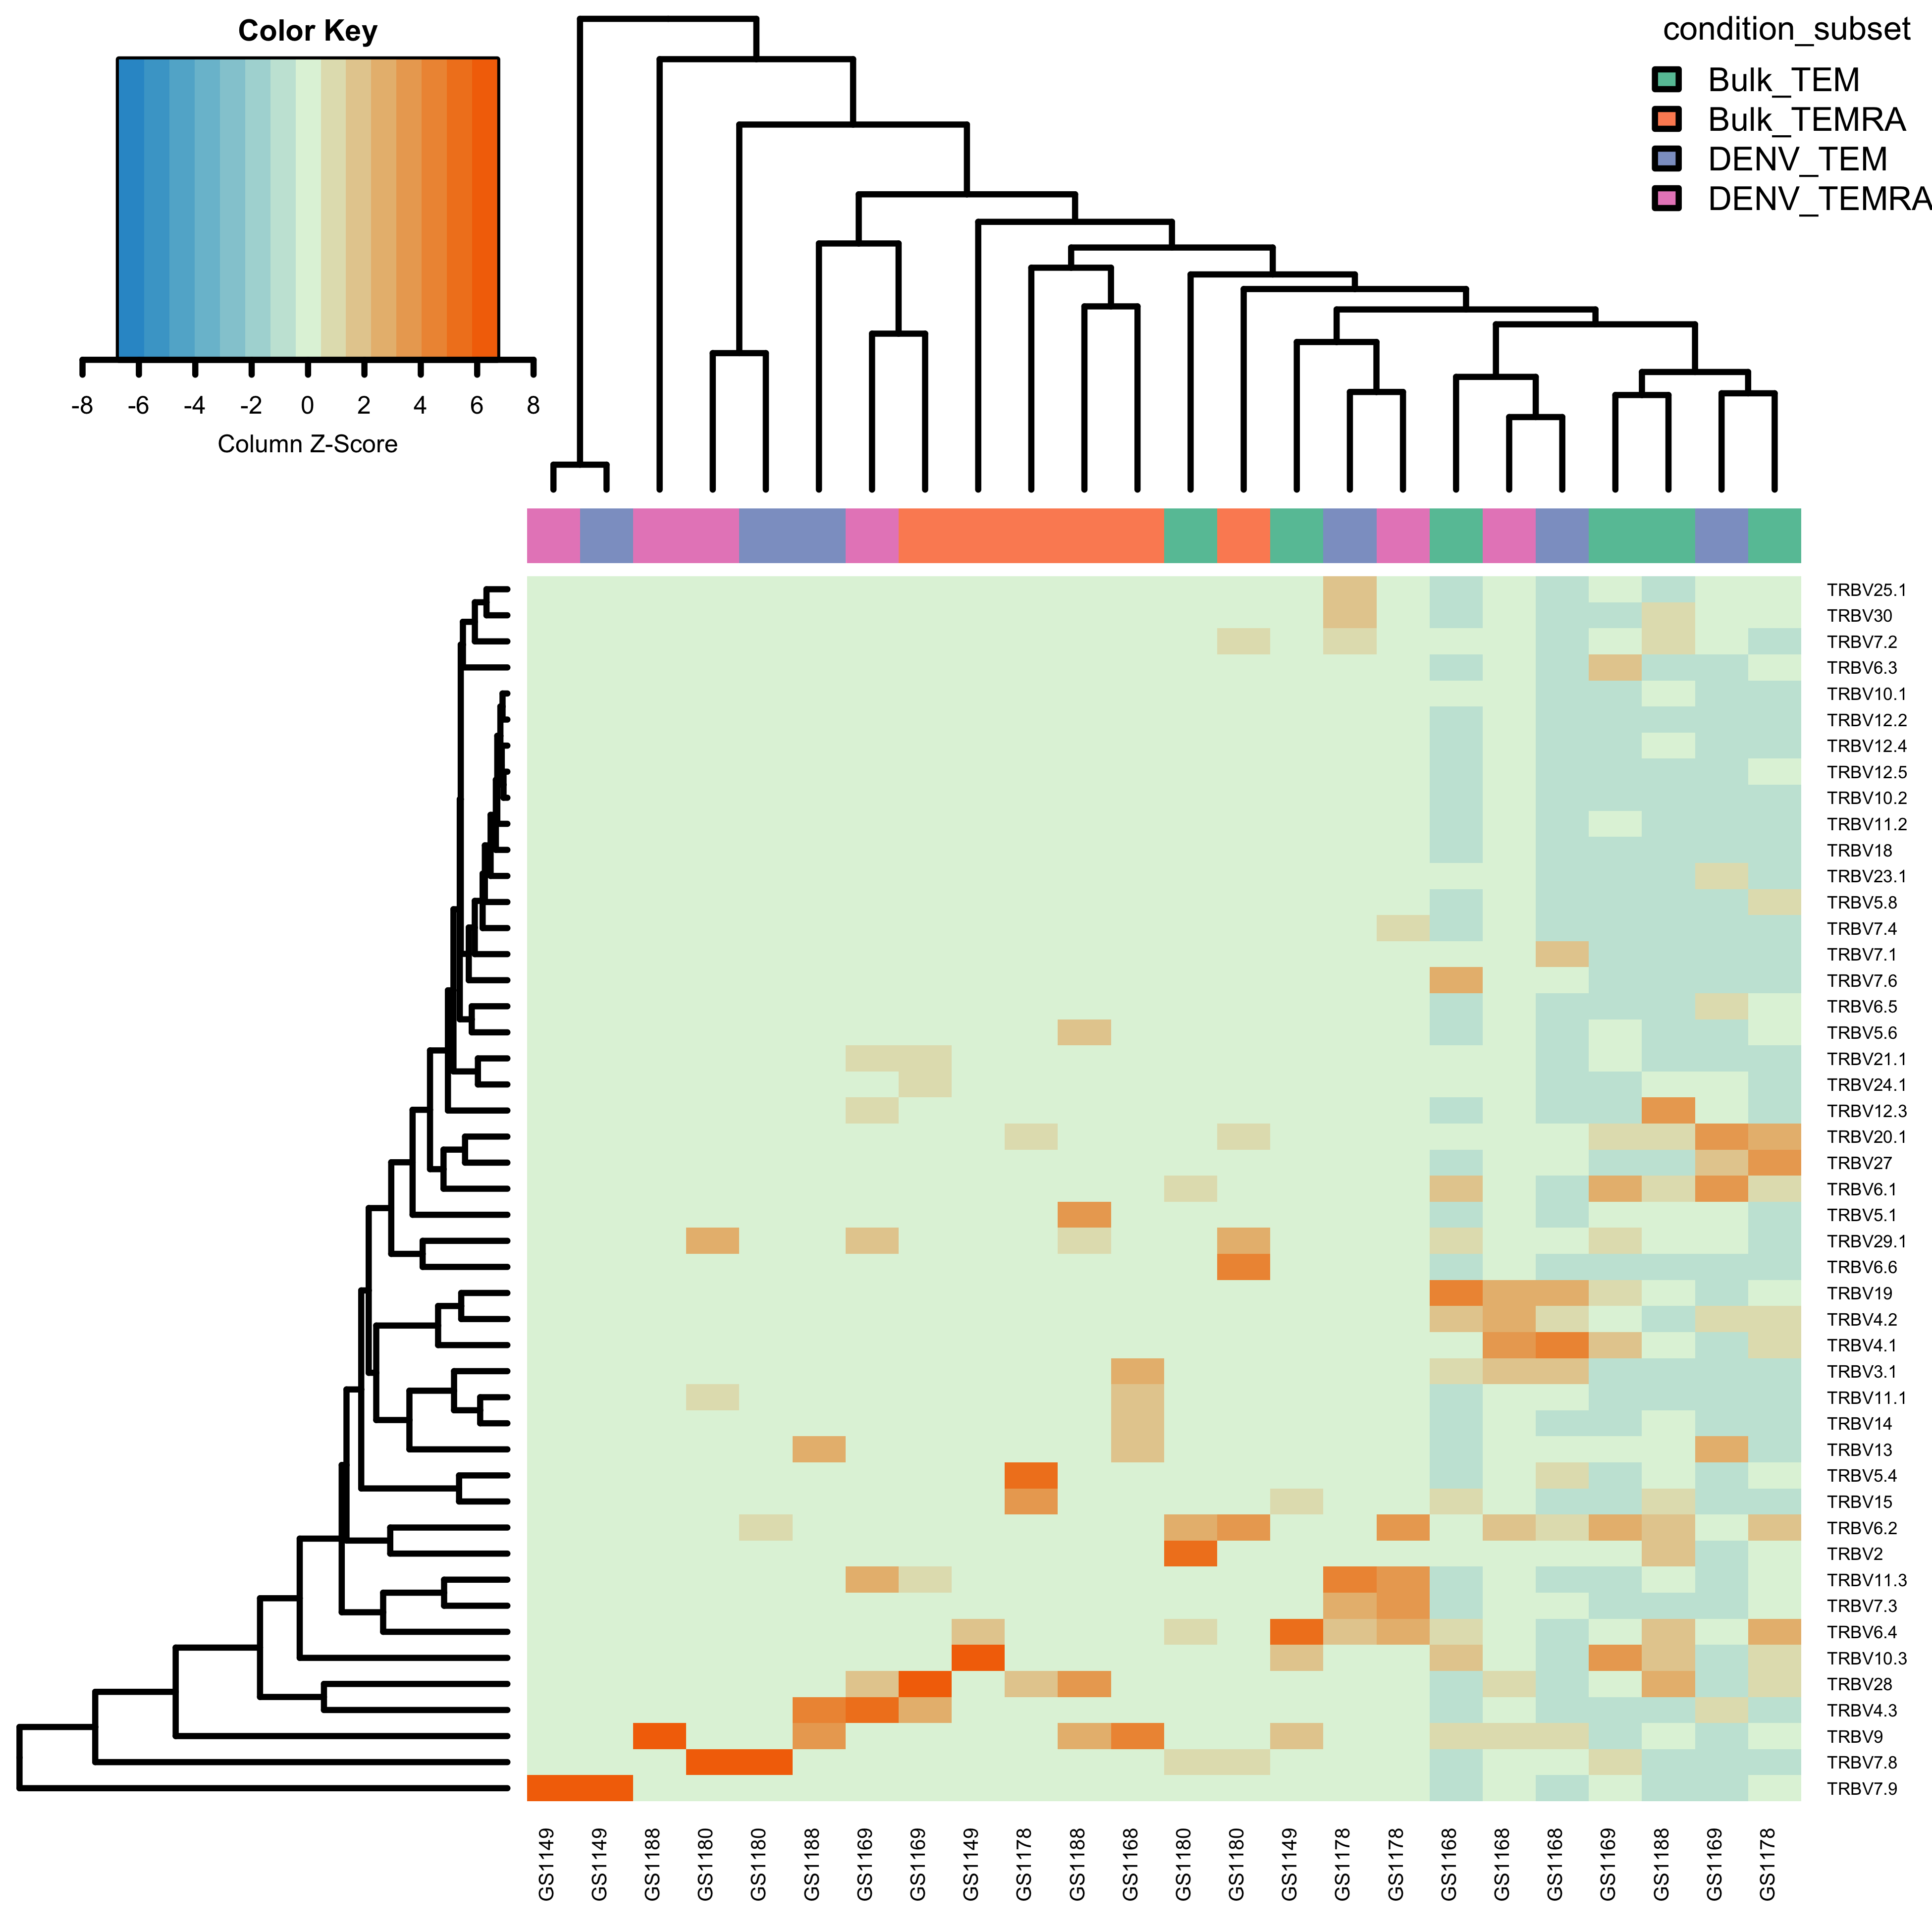 Color Key
-8 -6 -4 -2 0 2 4 6 8
Column Z-Score
condition_subset
Bulk_TEM
Bulk_TEMRA
DENV_TEM
DENV_TEMRA
TRBV25.1
TRBV30
TRBV7.2
TRBV6.3
TRBV10.1
TRBV12.2
TRBV12.4
TRBV12.5
TRBV10.2
TRBV11.2
TRBV18
TRBV23.1
TRBV5.8
TRBV7.4
TRBV7.1
TRBV7.6
TRBV6.5
TRBV5.6
TRBV21.1
TRBV24.1
TRBV12.3
TRBV20.1
TRBV27
TRBV6.1
TRBV5.1
TRBV29.1
TRBV6.6
TRBV19
TRBV4.2
TRBV4.1
TRBV3.1
TRBV11.1
TRBV14
TRBV13
TRBV5.4
TRBV15
TRBV6.2
TRBV2
TRBV11.3
TRBV7.3
TRBV6.4
TRBV10.3
TRBV28
TRBV4.3
TRBV9
TRBV7.8
TRBV7.9
GS1149
GS1149
GS1188
GS1180
GS1180
GS1188
GS1169
GS1169
GS1149
GS1178
GS1188
GS1168
GS1180
GS1180
GS1149
GS1178
GS1178
GS1168
GS1168
GS1168
GS1169
GS1188
GS1169
GS1178